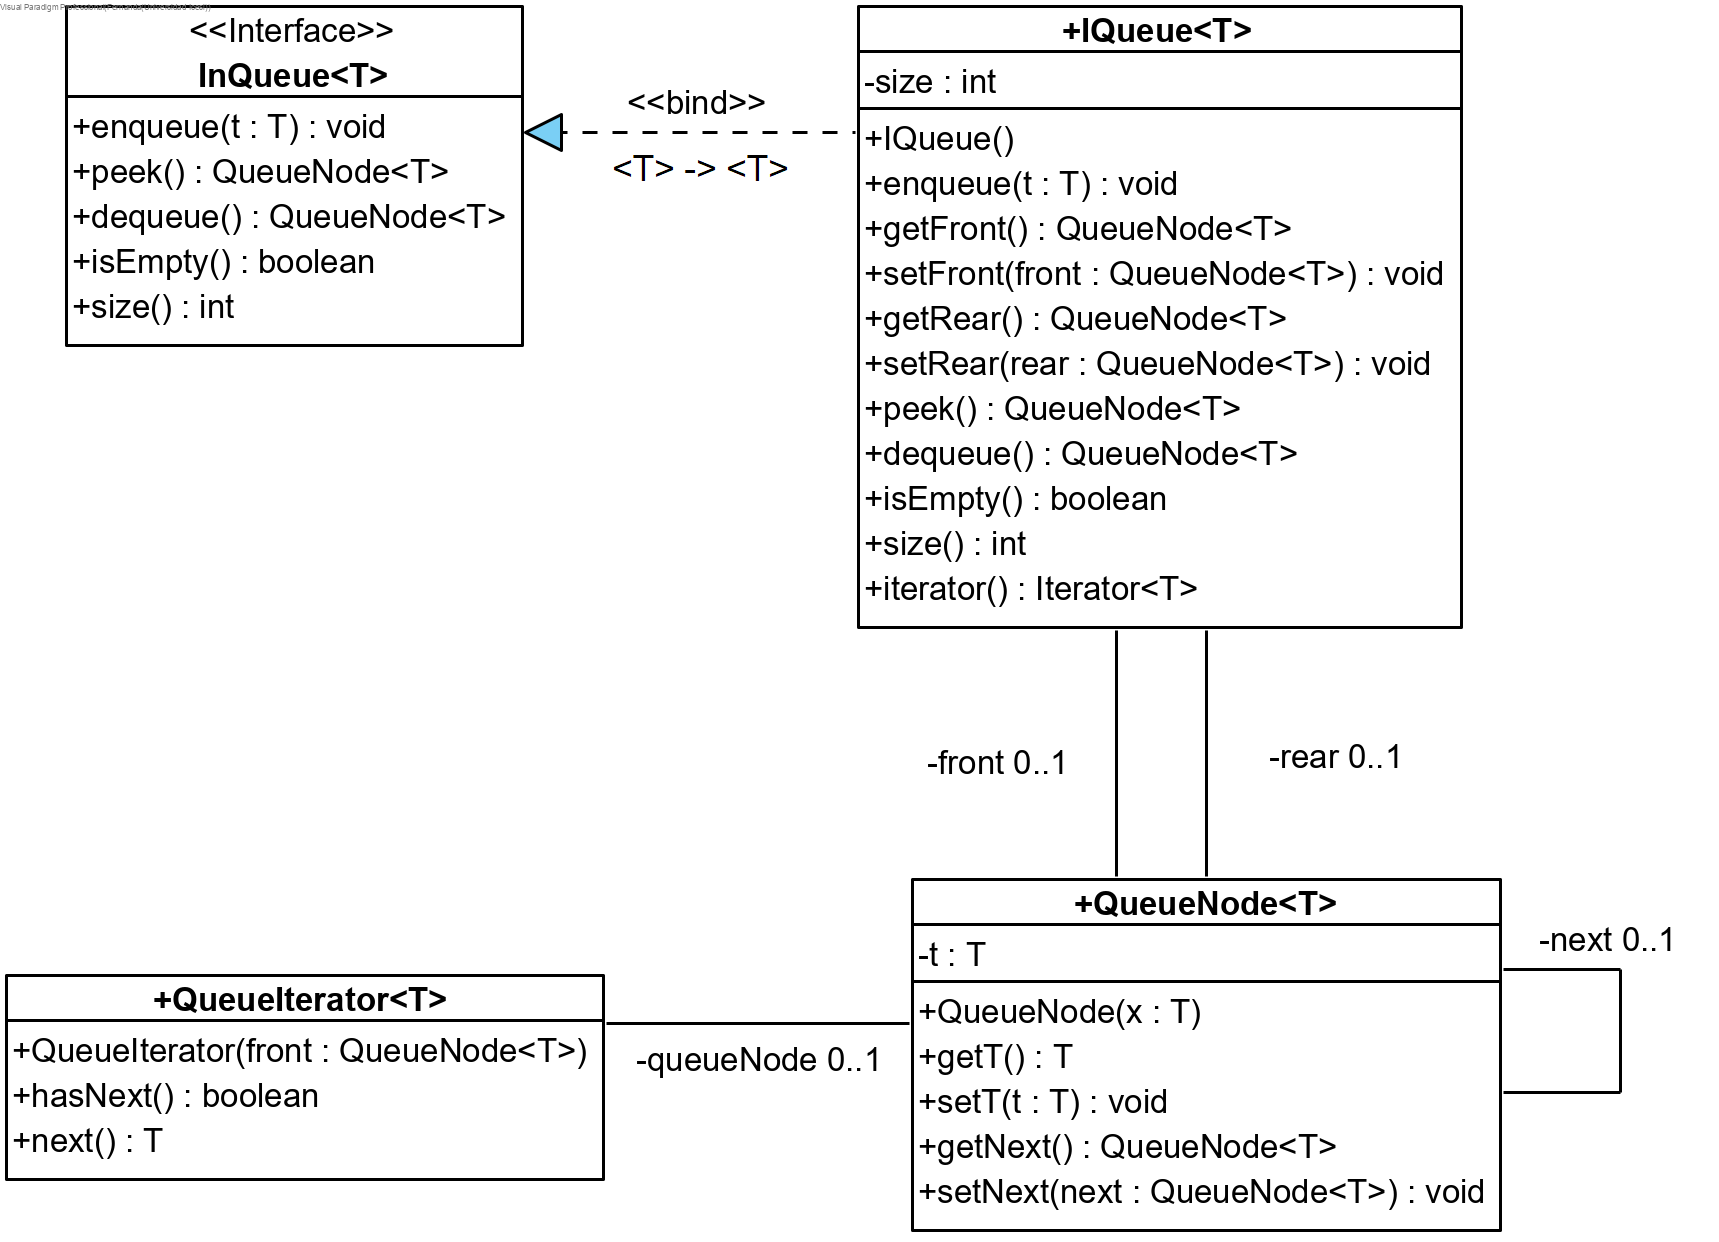 Visual Paradigm Professional(Fernanda(Universidad Icesi))
<<Interface>>
InQueue<T>
+enqueue(t : T) : void
+peek() : QueueNode<T>
+dequeue() : QueueNode<T>
+isEmpty() : boolean
+size() : int
<<bind>>
<T> -> <T>
+IQueue<T>
-size : int
+IQueue()
+enqueue(t : T) : void
+getFront() : QueueNode<T>
+setFront(front : QueueNode<T>) : void
+getRear() : QueueNode<T>
+setRear(rear : QueueNode<T>) : void
+peek() : QueueNode<T>
+dequeue() : QueueNode<T>
+isEmpty() : boolean
+size() : int
+iterator() : Iterator<T>
-front 0..1
-rear 0..1
+QueueNode<T>
-t : T
+QueueNode(x : T)
+getT() : T
+setT(t : T) : void
+getNext() : QueueNode<T>
+setNext(next : QueueNode<T>) : void
-next 0..1
+QueueIterator<T>
+QueueIterator(front : QueueNode<T>)
+hasNext() : boolean
+next() : T
-queueNode 0..1